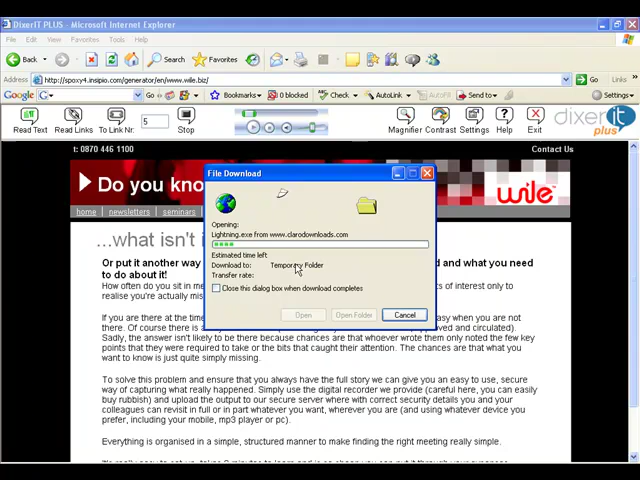 DixerIT PLUS - Microsoft Internet Explorer
File Edit View Favorites Tools Help
Back Search Favorites
Address http://spoxy4.insipio.com/generator/en/www.wile.biz/ Go Links
Google G Bookmarks 0 blocked Check AutoLink AutoFill Send to Settings
Read Text Read Links To Link Nr. 5 Stop Magnifier Contrast Settings Help Exit dixerit plus
t: 0870 446 1100 Contact Us
Do you kno
wile
home newsletters seminars
...what isn't i
File Download
Opening:
Lightning.exe from www.clarodownloads.com
Estimated time left
Download to: Temporary Folder
Transfer rate:
Close this dialog box when download completes
Open Open Folder Cancel
Or put it another way d and what you need
to do about it!
How often do you sit in me ts of interest only to
realise you're actually mis
If you are there at the time easy when you are not
there. Of course there is a roved and circulated).
Sadly, the answer isn't likely to be there because chances are that whoever wrote them only noted the few key
points that they were required to take or the bits that caught their attention. The chances are that what you
want to know is just quite simply missing.
To solve this problem and ensure that you always have the full story we can give you an easy to use, secure
way of capturing what really happened. Simply use the digital recorder we provide (careful here, you can easily
buy rubbish) and upload the output to our secure server where with correct security details you and your
colleagues can revisit in full or in part whatever you want, wherever you are (and using whatever device you
prefer, including your mobile, mp3 player or pc).
Everything is organised in a simple, structured manner to make finding the right meeting really simple.